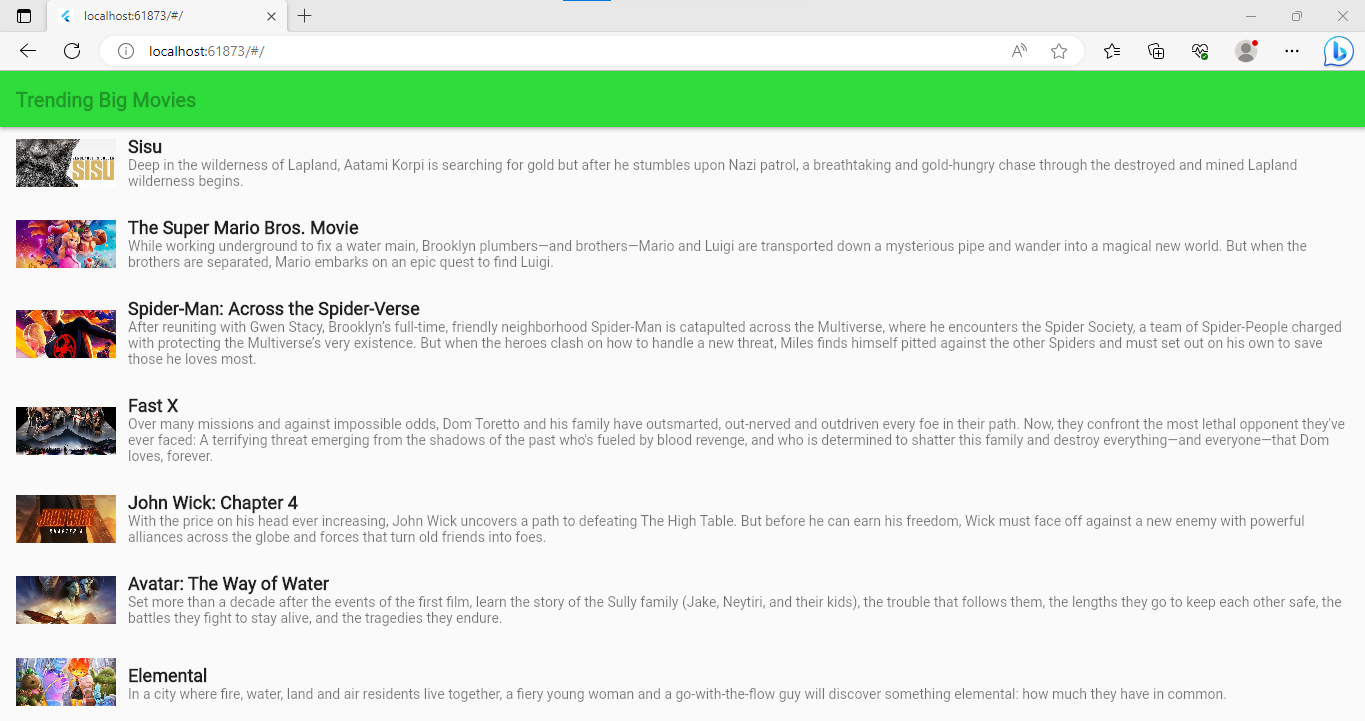 localhost:61873/#/
localhost:61873/#/
Trending Big Movies
SISU
Sisu
Deep in the wilderness of Lapland, Aatami Korpi is searching for gold but after he stumbles upon Nazi patrol, a breathtaking and gold-hungry chase through the destroyed and mined Lapland
wilderness begins.
The Super Mario Bros. Movie
While working underground to fix a water main, Brooklyn plumbers—and brothers—Mario and Luigi are transported down a mysterious pipe and wander into a magical new world. But when the
brothers are separated, Mario embarks on an epic quest to find Luigi.
Spider-Man: Across the Spider-Verse
After reuniting with Gwen Stacy, Brooklyn’s full-time, friendly neighborhood Spider-Man is catapulted across the Multiverse, where he encounters the Spider Society, a team of Spider-People charged
with protecting the Multiverse’s very existence. But when the heroes clash on how to handle a new threat, Miles finds himself pitted against the other Spiders and must set out on his own to save
those he loves most.
Fast X
Over many missions and against impossible odds, Dom Toretto and his family have outsmarted, out-nerved and outdriven every foe in their path. Now, they confront the most lethal opponent they've
ever faced: A terrifying threat emerging from the shadows of the past who's fueled by blood revenge, and who is determined to shatter this family and destroy everything—and everyone—that Dom
loves, forever.
JOHN WICK
CHAPTER 4
John Wick: Chapter 4
With the price on his head ever increasing, John Wick uncovers a path to defeating The High Table. But before he can earn his freedom, Wick must face off against a new enemy with powerful
alliances across the globe and forces that turn old friends into foes.
Avatar: The Way of Water
Set more than a decade after the events of the first film, learn the story of the Sully family (Jake, Neytiri, and their kids), the trouble that follows them, the lengths they go to keep each other safe, the
battles they fight to stay alive, and the tragedies they endure.
Elemental
In a city where fire, water, land and air residents live together, a fiery young woman and a go-with-the-flow guy will discover something elemental: how much they have in common.